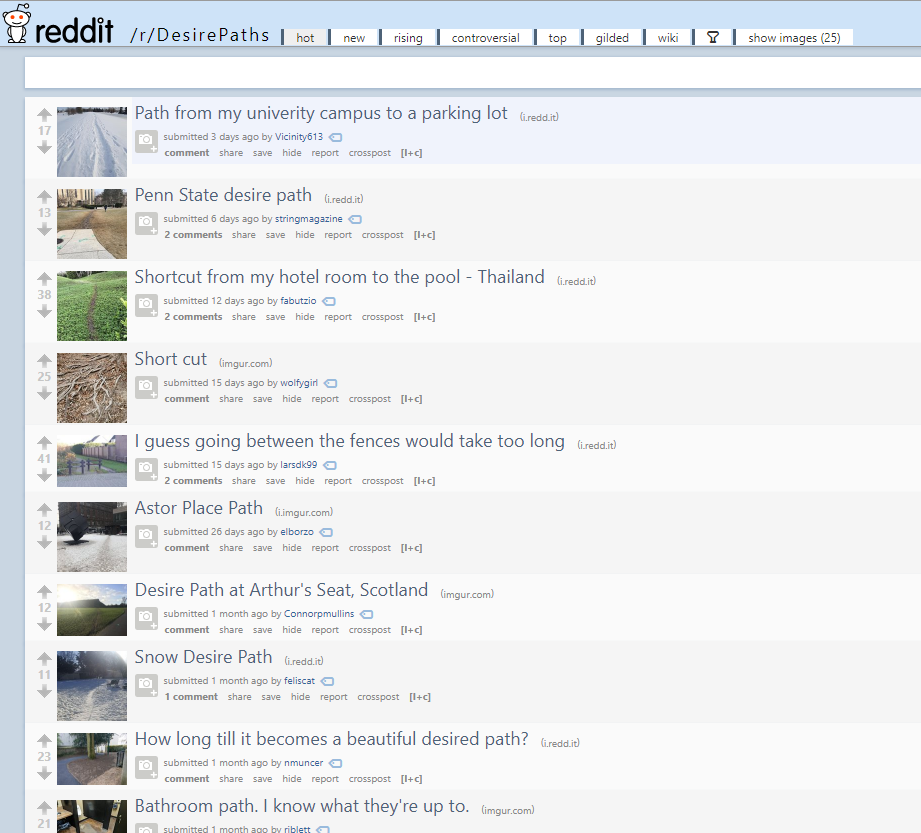 reddit /r/DesirePaths hot new rising controversial top gilded wiki show images (25)
17
Path from my univerity campus to a parking lot (i.redd.it)
submitted 3 days ago by Vicinity613
comment share save hide report crosspost [l+c]
13
Penn State desire path (i.redd.it)
submitted 6 days ago by stringmagazine
2 comments share save hide report crosspost [l+c]
38
Shortcut from my hotel room to the pool - Thailand (i.redd.it)
submitted 12 days ago by fabutzio
2 comments share save hide report crosspost [l+c]
25
Short cut (imgur.com)
submitted 15 days ago by wolfygirl
comment share save hide report crosspost [l+c]
41
I guess going between the fences would take too long (i.redd.it)
submitted 15 days ago by larsdk99
2 comments share save hide report crosspost [l+c]
12
Astor Place Path (i.imgur.com)
submitted 26 days ago by elborzo
comment share save hide report crosspost [l+c]
12
Desire Path at Arthur's Seat, Scotland (imgur.com)
submitted 1 month ago by Connorpmullins
comment share save hide report crosspost [l+c]
11
Snow Desire Path (i.redd.it)
submitted 1 month ago by feliscat
1 comment share save hide report crosspost [l+c]
23
How long till it becomes a beautiful desired path? (i.redd.it)
submitted 1 month ago by nmuncer
comment share save hide report crosspost [l+c]
21
Bathroom path. I know what they're up to. (imgur.com)
submitted 1 month ago by riblett